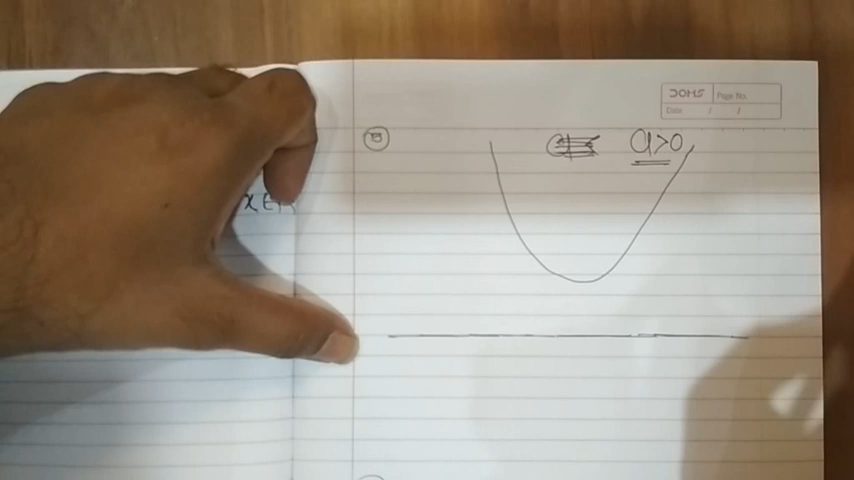 DOMS
Page No.
Date / /
a>0
x∈R